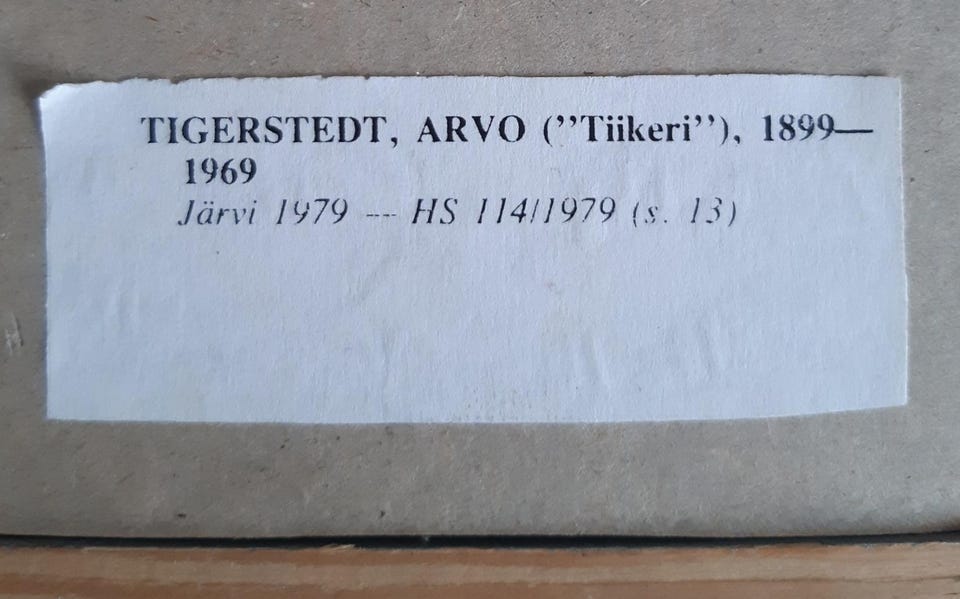 TIGERSTEDT, ARVO (”Tiikeri”), 1899—
1969
Järvi 1979 — HS 114/1979 (s. 13)